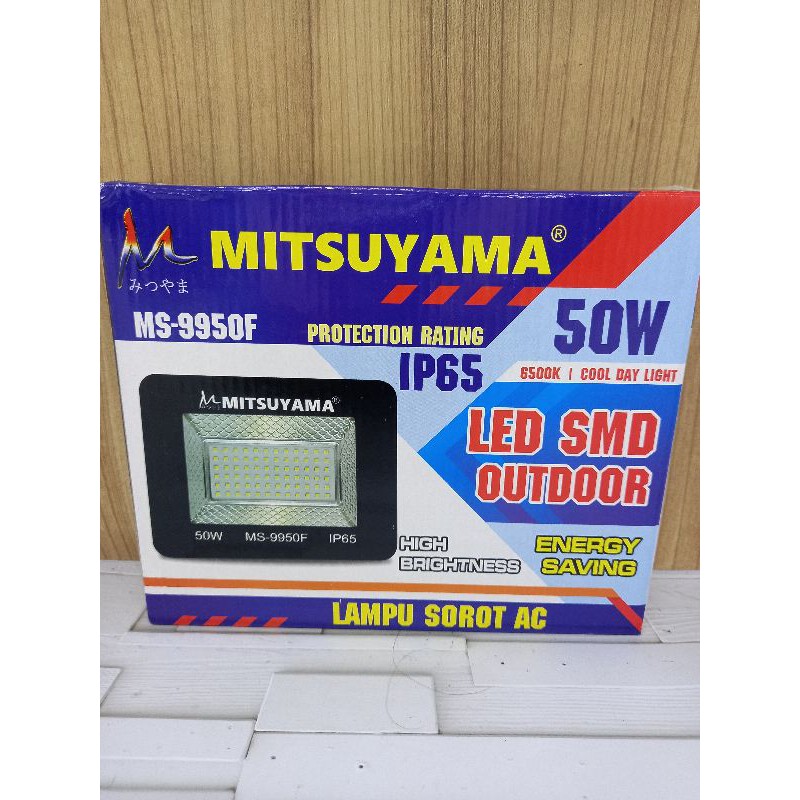 MITSUYAMA®
みつやま
MS-9950F
PROTECTION RATING
IP65
50W
6500K | COOL DAY LIGHT
LED SMD
OUTDOOR
MITSUYAMA®
50W MS-9950F IP65
HIGH
BRIGHTNESS
ENERGY
SAVING
LAMPU SOROT AC